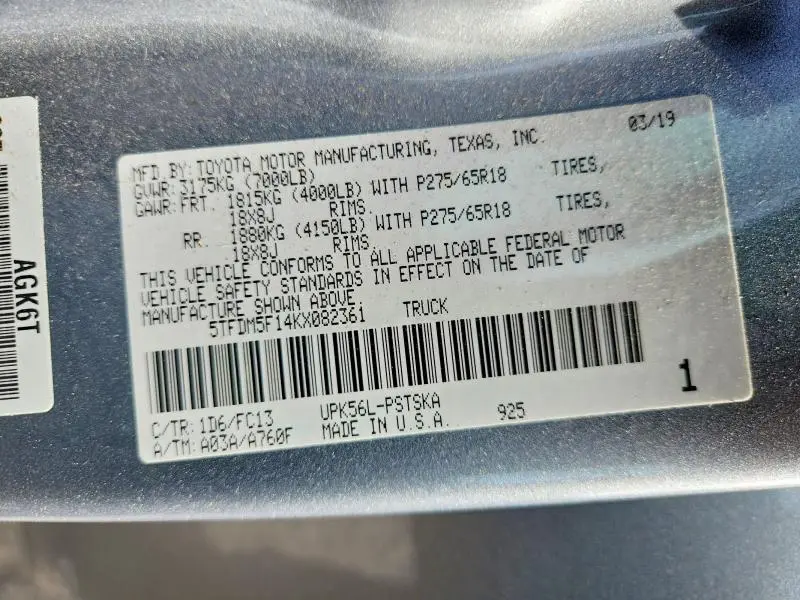 MFD.BY:TOYOTA MOTOR MANUFACTURING, TEXAS, INC. 03/19
GVWR:3175KG (7000LB)
GAWR:FRT. 1815KG (4000LB) WITH P275/65R18 TIRES,
18X8J RIMS.
RR. 1880KG (4150LB) WITH P275/65R18 TIRES,
18X8J RIMS.
THIS VEHICLE CONFORMS TO ALL APPLICABLE FEDERAL MOTOR
VEHICLE SAFETY STANDARDS IN EFFECT ON THE DATE OF
MANUFACTURE SHOWN ABOVE.
5TFDM5F14KX082361 TRUCK
1
C/TR:1D6/FC13 UPK56L-PSTSKA 925
A/TM:A03A/A760F MADE IN U.S.A.
AGK6T